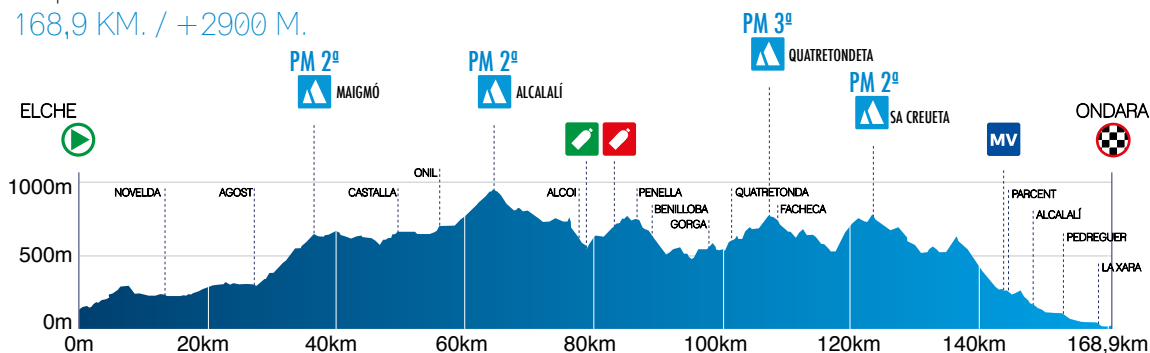 168,9 KM. / +2900 M.
PM 3ª
QUATRETONDETA
PM 2ª
MAIGMÓ
PM 2ª
ALCALALÍ
PM 2ª
SA CREUETA
ELCHE
ONDARA
MV
1000m
500m
0m
NOVELDA
AGOST
CASTALLA
ONIL
ALCOI
PENELLA
BENILLOBA
GORGA
QUATRETONDA
FACHECA
PARCENT
ALCALALÍ
PEDREGUER
LA XARA
0m
20km
40km
60km
80km
100km
120km
140km
168,9km